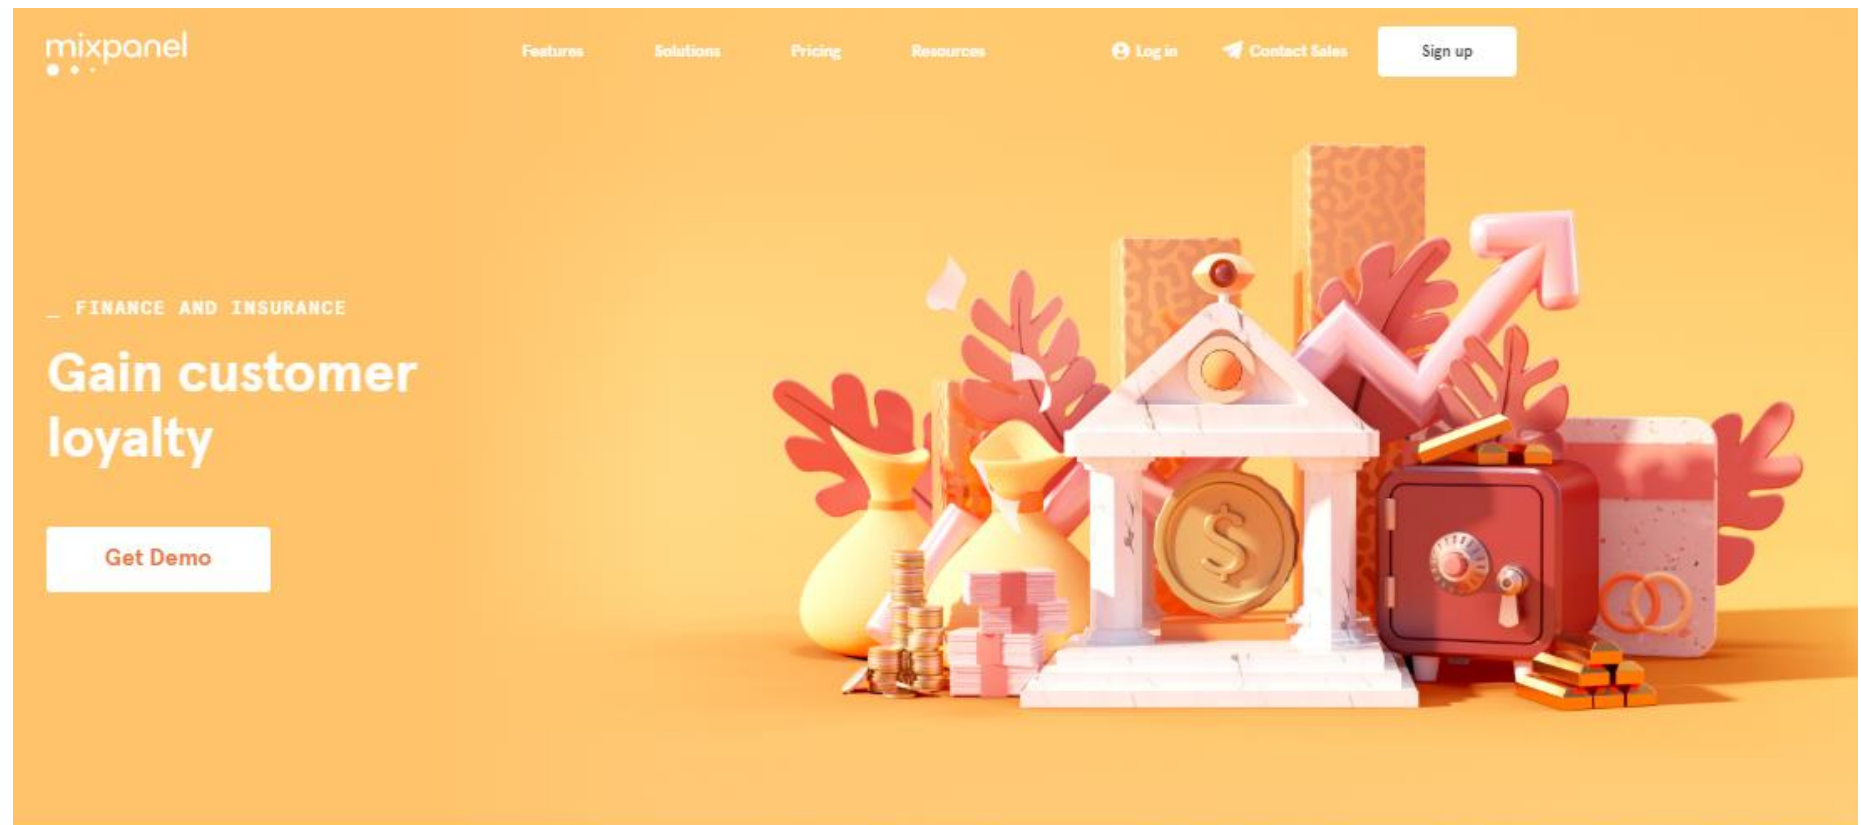 mixpanel
Features
Solutions
Pricing
Resources
Log in
Contact Sales
Sign up
_ FINANCE AND INSURANCE
Gain customer
loyalty
Get Demo
$